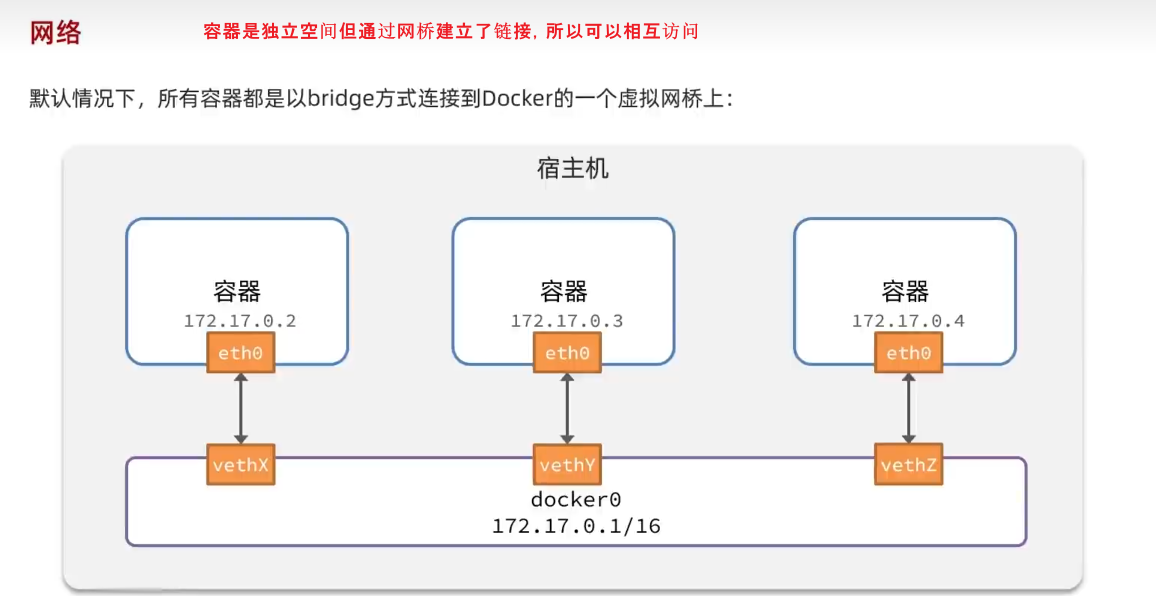 网络
容器是独立空间但通过网桥建立了链接, 所以可以相互访问
默认情况下，所有容器都是以bridge方式连接到Docker的一个虚拟网桥上：
宿主机
容器
172.17.0.2
eth0
容器
172.17.0.3
eth0
容器
172.17.0.4
eth0
vethX
vethY
vethZ
docker0
172.17.0.1/16